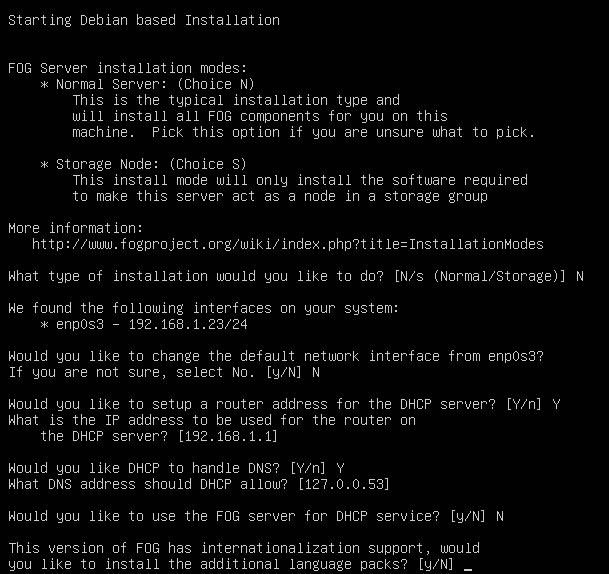 Starting Debian based Installation
FOG Server installation modes:
* Normal Server: (Choice N)
This is the typical installation type and
will install all FOG components for you on this
machine.  Pick this option if you are unsure what to pick.
* Storage Node: (Choice S)
This install mode will only install the software required
to make this server act as a node in a storage group
More information:
http://www.fogproject.org/wiki/index.php?title=InstallationModes
What type of installation would you like to do? [N/s (Normal/Storage)] N
We found the following interfaces on your system:
* enp0s3 - 192.168.1.23/24
Would you like to change the default network interface from enp0s3?
If you are not sure, select No. [y/N] N
Would you like to setup a router address for the DHCP server? [Y/n] Y
What is the IP address to be used for the router on
the DHCP server? [192.168.1.1]
Would you like DHCP to handle DNS? [Y/n] Y
What DNS address should DHCP allow? [127.0.0.53]
Would you like to use the FOG server for DHCP service? [y/N] N
This version of FOG has internationalization support, would
you like to install the additional language packs? [y/N] _